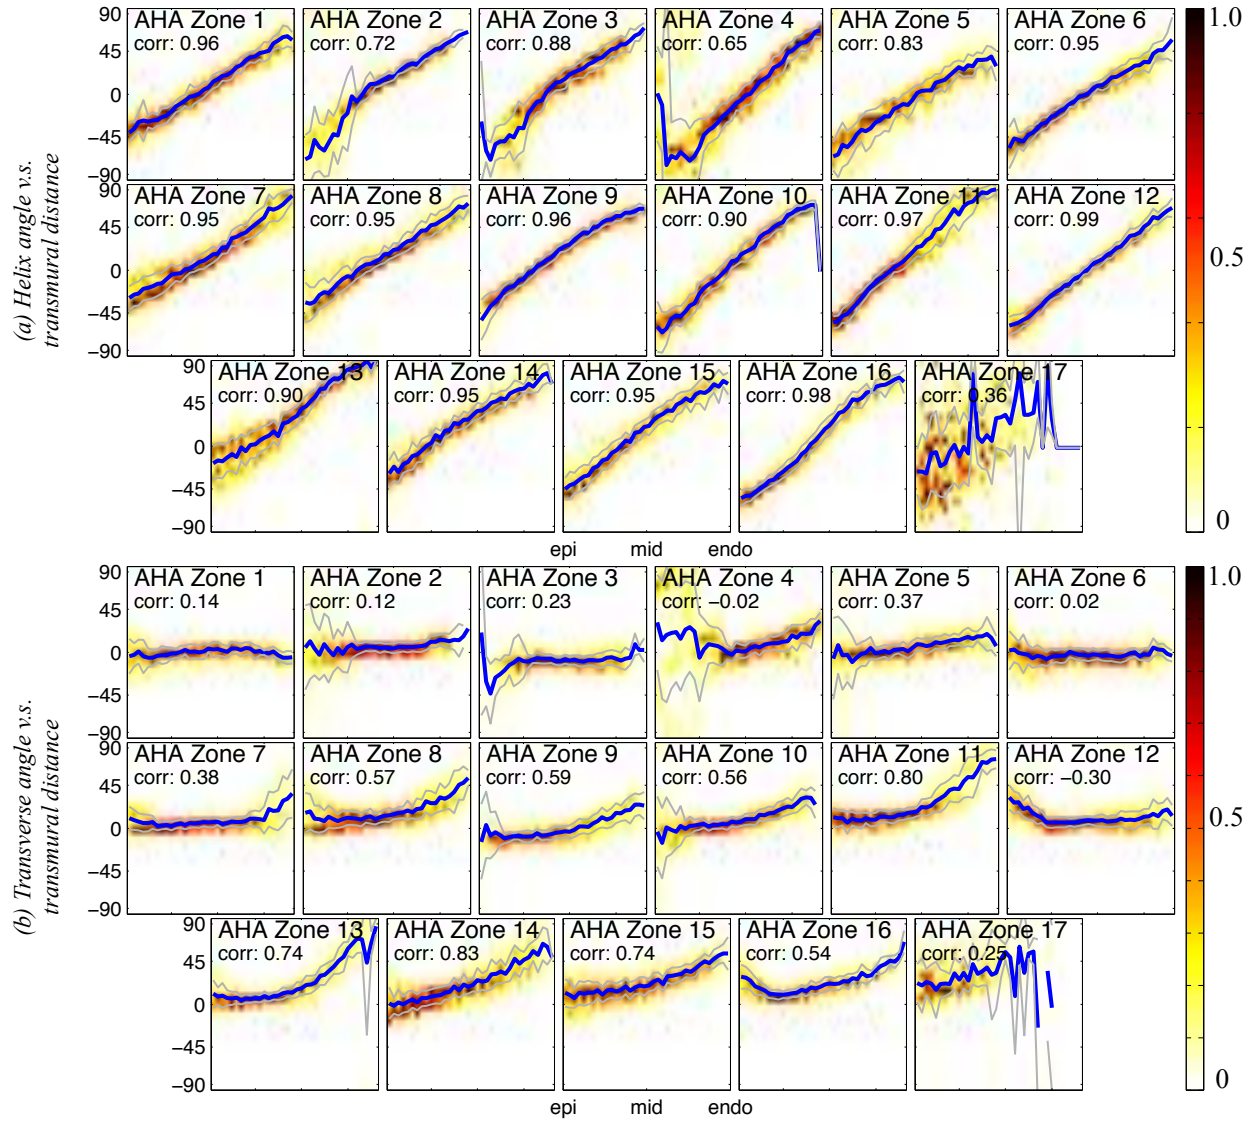 90 AHA Zone 1 AHA Zone 2 AHA Zone 3 AHA Zone 4 AHA Zone 5 AHA Zone 6 1.0
45 corr: 0.96 corr: 0.72 corr: 0.88 corr: 0.65 corr: 0.83 corr: 0.95
0
−45
−90
(a) Helix angle v.s.
transmural distance
90 AHA Zone 7 AHA Zone 8 AHA Zone 9 AHA Zone 10 AHA Zone 11 AHA Zone 12
45 corr: 0.95 corr: 0.95 corr: 0.96 corr: 0.90 corr: 0.97 corr: 0.99
0.5
0
−45
−90
90 AHA Zone 13 AHA Zone 14 AHA Zone 15 AHA Zone 16 AHA Zone 17
45 corr: 0.90 corr: 0.95 corr: 0.95 corr: 0.98 corr: 0.36
0
−45
−90 0
epi mid endo
90 AHA Zone 1 AHA Zone 2 AHA Zone 3 AHA Zone 4 AHA Zone 5 AHA Zone 6 1.0
45 corr: 0.14 corr: 0.12 corr: 0.23 corr: −0.02 corr: 0.37 corr: 0.02
0
−45
−90
(b) Transverse angle v.s.
transmural distance
90 AHA Zone 7 AHA Zone 8 AHA Zone 9 AHA Zone 10 AHA Zone 11 AHA Zone 12
45 corr: 0.38 corr: 0.57 corr: 0.59 corr: 0.56 corr: 0.80 corr: −0.30
0 0.5
−45
−90
90 AHA Zone 13 AHA Zone 14 AHA Zone 15 AHA Zone 16 AHA Zone 17
45 corr: 0.74 corr: 0.83 corr: 0.74 corr: 0.54 corr: 0.25
0
−45
−90 0
epi mid endo